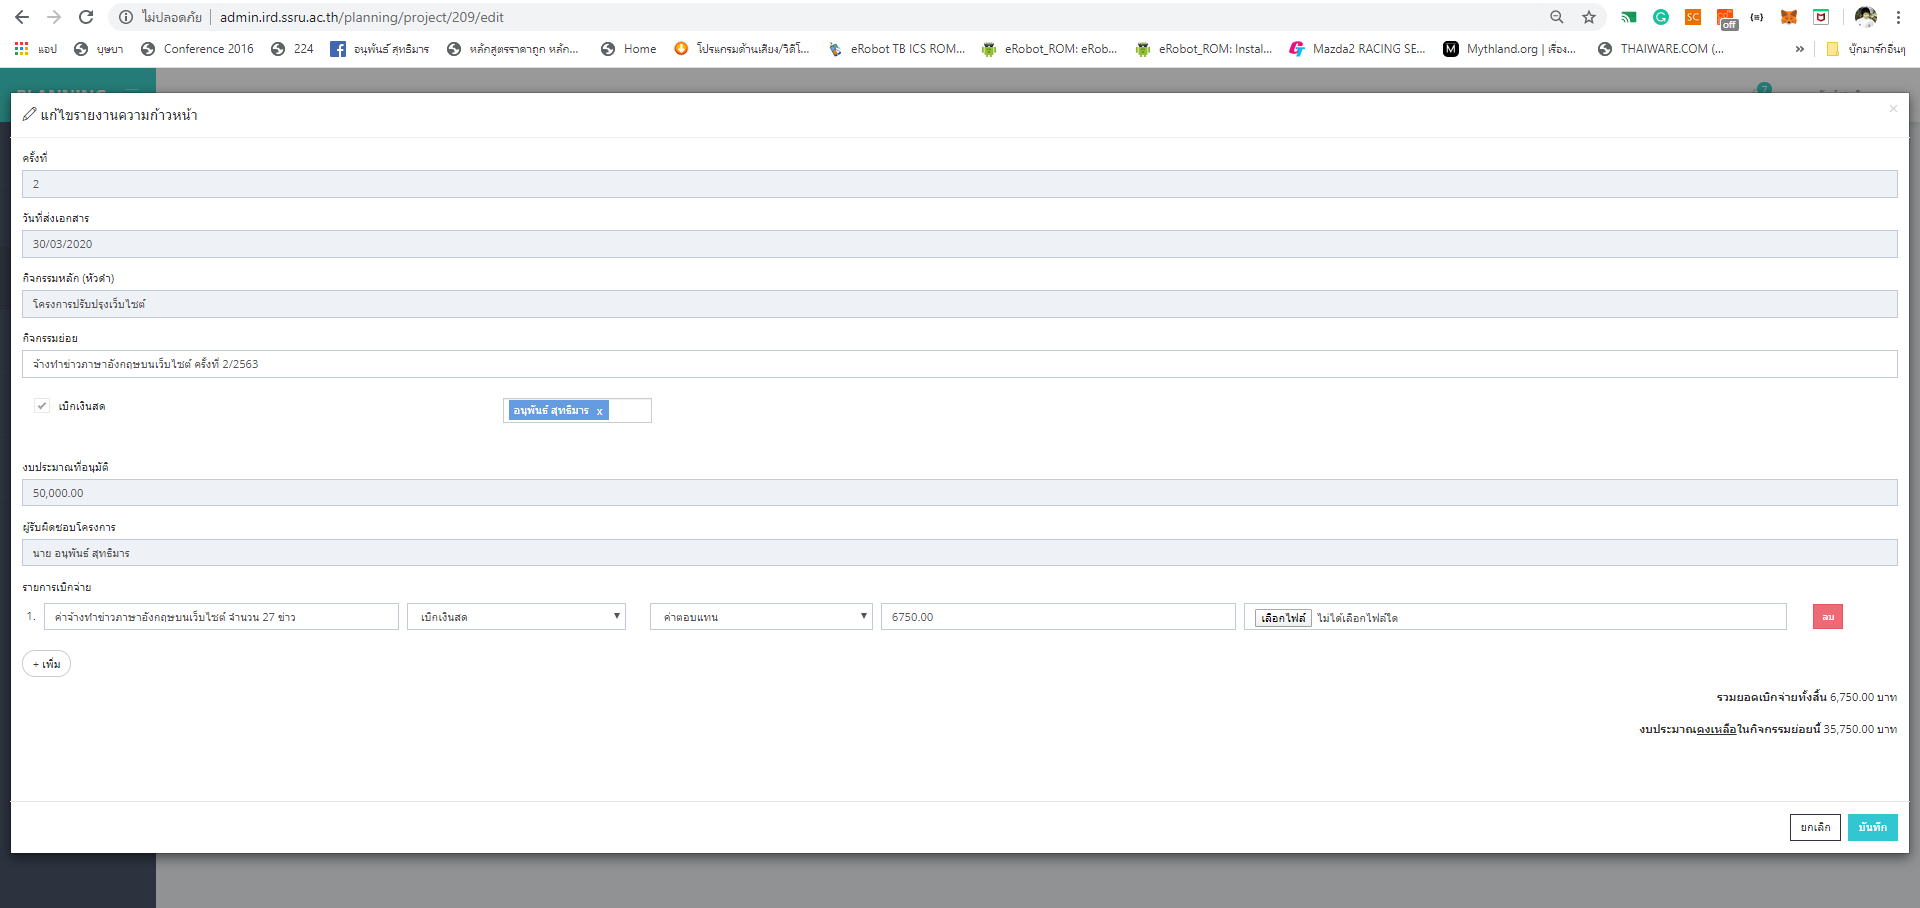 ไม่ปลอดภัย admin.ird.ssru.ac.th/planning/project/209/edit
SC off
แอป บุษบา Conference 2016 224 อนุพันธ์ สุทธิมาร หลักสูตรราคาถูก หลัก... Home โปรแกรมด้านเสียง/วิดีโ... eRobot TB ICS ROM... eRobot_ROM: eRob... eRobot_ROM: Instal... Mazda2 RACING SE... Mythland.org | เรื่อง... THAIWARE.COM (... » บุ๊กมาร์กอื่นๆ
7
แก้ไขรายงานความก้าวหน้า ×
ครั้งที่
2
วันที่ส่งเอกสาร
30/03/2020
กิจกรรมหลัก (หัวดำ)
โครงการปรับปรุงเว็บไซต์
กิจกรรมย่อย
จ้างทำข่าวภาษาอังกฤษบนเว็บไซต์ ครั้งที่ 2/2563
เบิกเงินสด อนุพันธ์ สุทธิมาร x
งบประมาณที่อนุมัติ
50,000.00
ผู้รับผิดชอบโครงการ
นาย อนุพันธ์ สุทธิมาร
รายการเบิกจ่าย
1. ค่าจ้างทำข่าวภาษาอังกฤษบนเว็บไซต์ จำนวน 27 ข่าว เบิกเงินสด ค่าตอบแทน 6750.00 เลือกไฟล์ ไม่ได้เลือกไฟล์ใด ลบ
+ เพิ่ม
รวมยอดเบิกจ่ายทั้งสิ้น 6,750.00 บาท
งบประมาณคงเหลือในกิจกรรมย่อยนี้ 35,750.00 บาท
ยกเลิก บันทึก